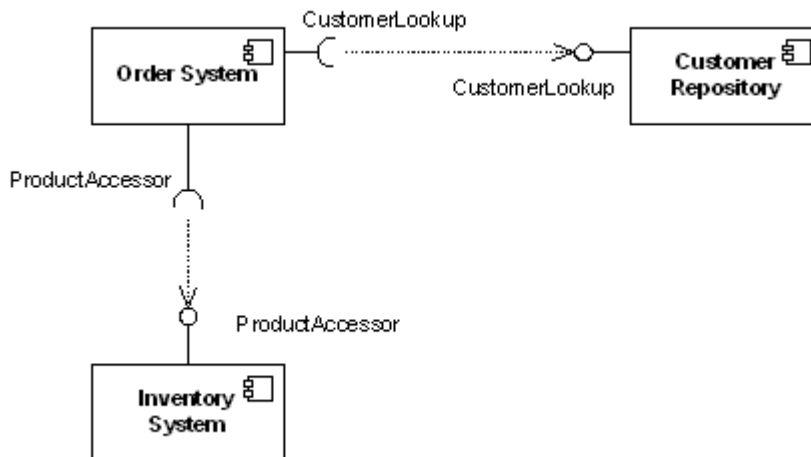 CustomerLookup
Order System
Customer
Repository
CustomerLookup
ProductAccessor
ProductAccessor
Inventory
System